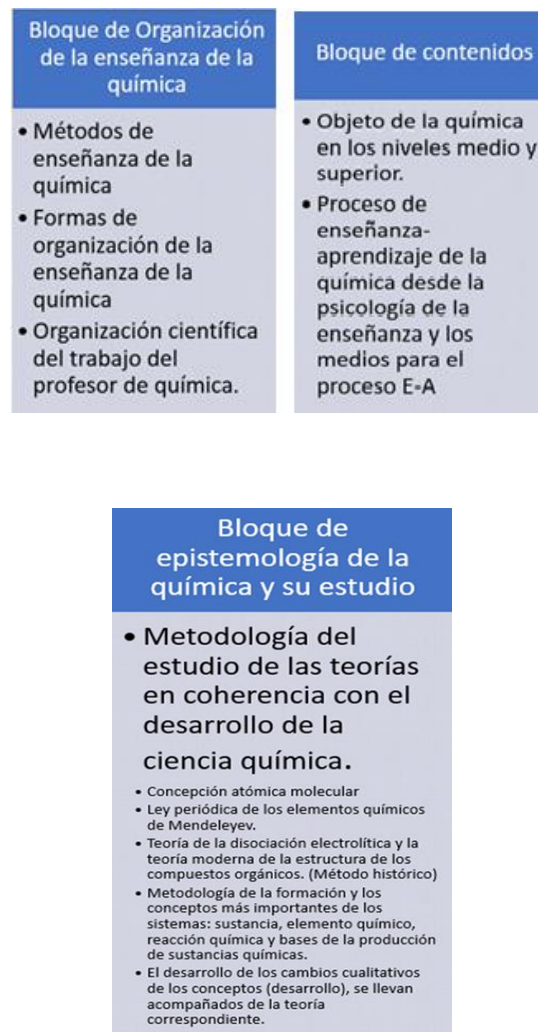 Bloque de Organización
de la enseñanza de la
química
• Métodos de
enseñanza de la
química
• Formas de
organización de la
enseñanza de la
química
• Organización científica
del trabajo del
profesor de química.
Bloque de contenidos
• Objeto de la química
en los niveles medio y
superior.
• Proceso de
enseñanza-
aprendizaje de la
química desde la
psicología de la
enseñanza y los
medios para el
proceso E-A
Bloque de
epistemología de la
química y su estudio
• Metodología del
estudio de las teorías
en coherencia con el
desarrollo de la
ciencia química.
• Concepción atómica molecular
• Ley periódica de los elementos químicos
de Mendeleyev.
• Teoría de la disociación electrolítica y la
teoría moderna de la estructura de los
compuestos orgánicos. (Método histórico)
• Metodología de la formación y los
conceptos más importantes de los
sistemas: sustancia, elemento químico,
reacción química y bases de la producción
de sustancias químicas.
• El desarrollo de los cambios cualitativos
de los conceptos (desarrollo), se llevan
acompañados de la teoría
correspondiente.